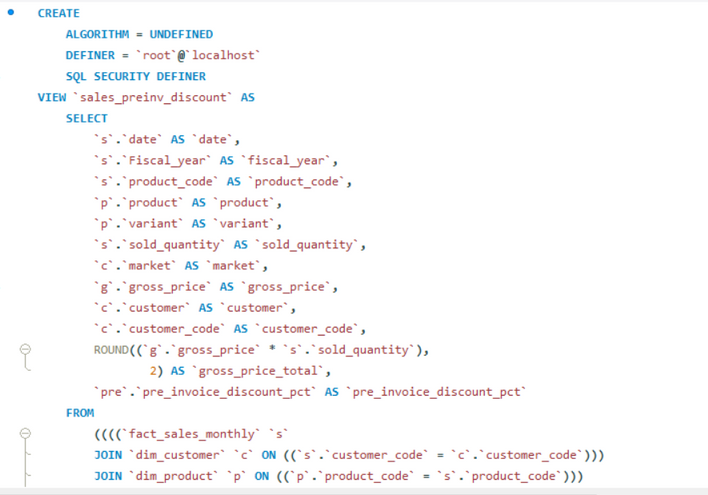 CREATE
ALGORITHM = UNDEFINED
DEFINER = `root`@`localhost`
SQL SECURITY DEFINER
VIEW `sales_preinv_discount` AS
SELECT
`s`.`date` AS `date`,
`s`.`Fiscal_year` AS `fiscal_year`,
`s`.`product_code` AS `product_code`,
`p`.`product` AS `product`,
`p`.`variant` AS `variant`,
`s`.`sold_quantity` AS `sold_quantity`,
`c`.`market` AS `market`,
`g`.`gross_price` AS `gross_price`,
`c`.`customer` AS `customer`,
`c`.`customer_code` AS `customer_code`,
ROUND((`g`.`gross_price` * `s`.`sold_quantity`),
2) AS `gross_price_total`,
`pre`.`pre_invoice_discount_pct` AS `pre_invoice_discount_pct`
FROM
((((`fact_sales_monthly` `s`
JOIN `dim_customer` `c` ON ((`s`.`customer_code` = `c`.`customer_code`)))
JOIN `dim_product` `p` ON ((`p`.`product_code` = `s`.`product_code`)))